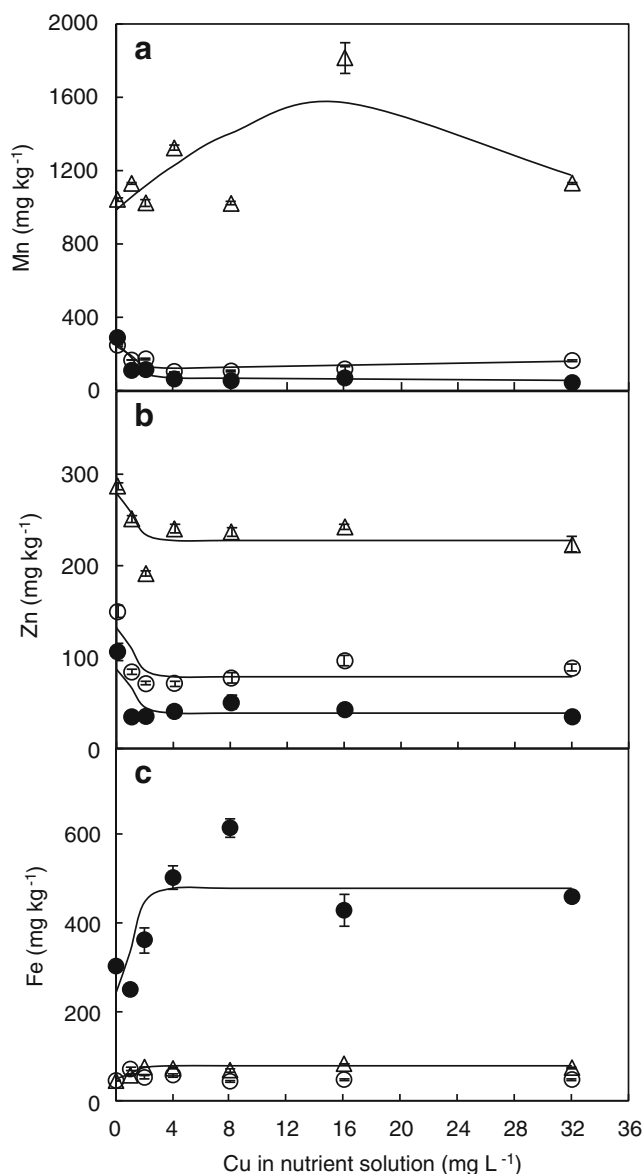 a
2000
1600
1200
800
400
0
Mn (mg kg⁻¹)
b
300
200
100
0
Zn (mg kg⁻¹)
c
600
400
200
0
Fe (mg kg⁻¹)
0 4 8 12 16 20 24 28 32 36
Cu in nutrient solution (mg L⁻¹)